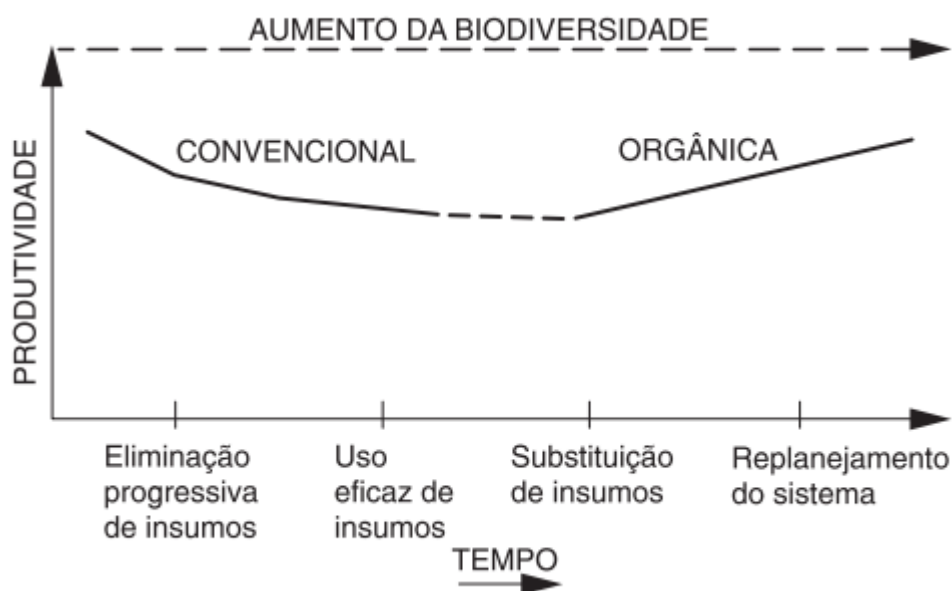 AUMENTO DA BIODIVERSIDADE
PRODUTIVIDADE
CONVENCIONAL
ORGÂNICA
Eliminação
progressiva
de insumos
Uso
eficaz de
insumos
Substituição
de insumos
Replanejamento
do sistema
TEMPO